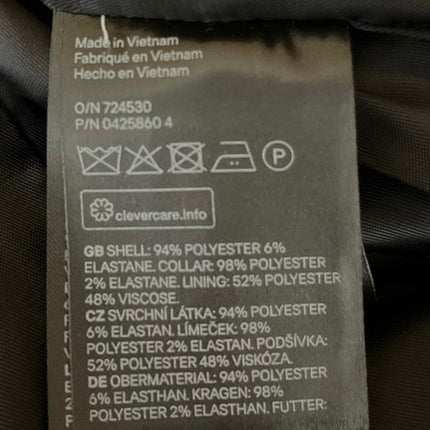 Made in Vietnam
Fabriqué en Vietnam
Hecho en Vietnam
O/N 724530
P/N 0425860 4
P
clevercare.info
GB SHELL: 94% POLYESTER 6%
ELASTANE. COLLAR: 98% POLYESTER
2% ELASTANE. LINING: 52% POLYESTER
48% VISCOSE.
CZ SVRCHNÍ LÁTKA: 94% POLYESTER
6% ELASTAN. LÍMEČEK: 98%
POLYESTER 2% ELASTAN. PODŠÍVKA:
52% POLYESTER 48% VISKÓZA.
DE OBERMATERIAL: 94% POLYESTER
6% ELASTHAN. KRAGEN: 98%
POLYESTER 2% ELASTHAN. FUTTER: